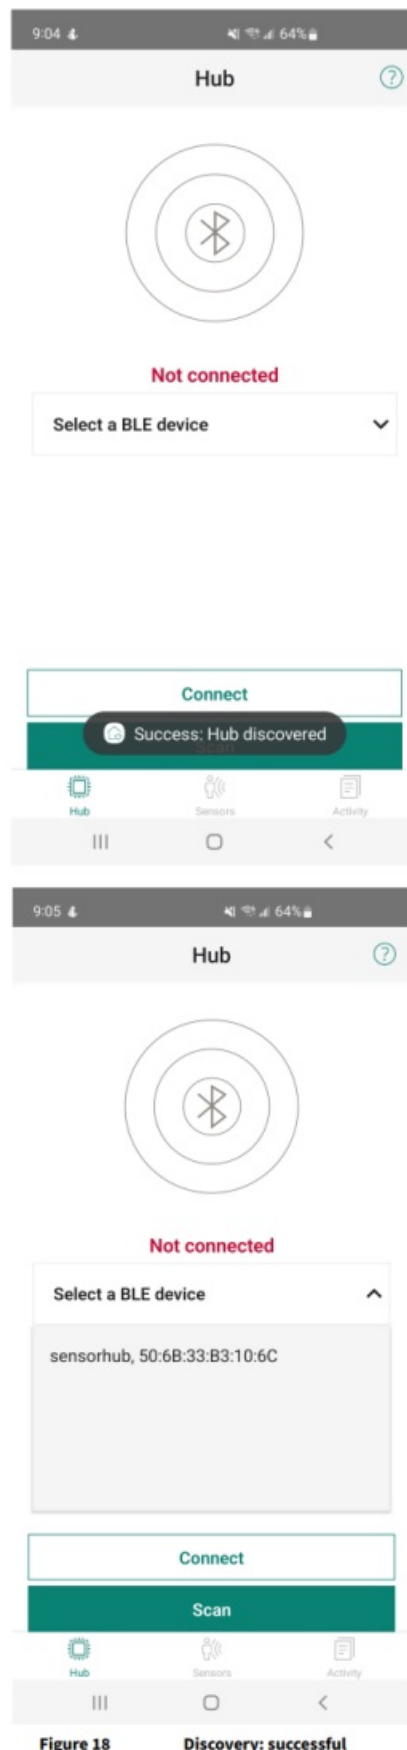 9:04 64%
Hub ?
Not connected
Select a BLE device
Connect
Success: Hub discovered
Scan
Hub Sensors Activity
9:05 64%
Hub ?
Not connected
Select a BLE device
sensorhub, 50:6B:33:B3:10:6C
Connect
Scan
Hub Sensors Activity
Figure 18 Discovery: successful